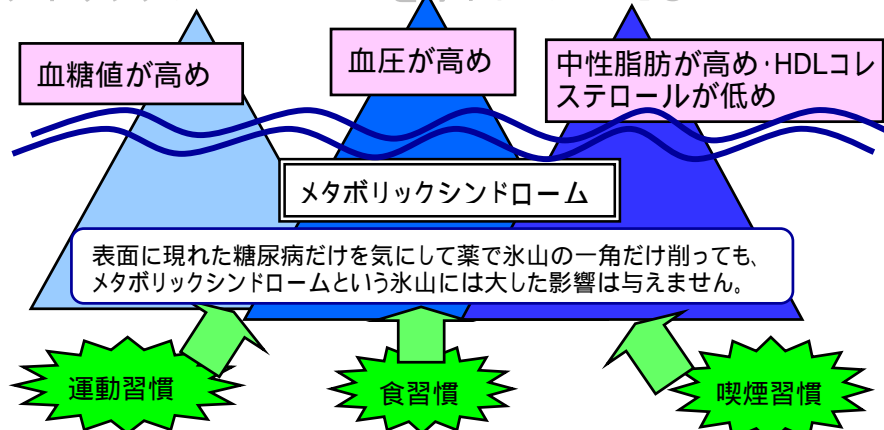 血糖値が高め
血圧が高め
中性脂肪が高め・HDLコレ
ステロールが低め
メタボリックシンドローム
表面に現れた糖尿病だけを気にして薬で氷山の一角だけ削っても、
メタボリックシンドロームという氷山には大した影響は与えません。
運動習慣
食習慣
喫煙習慣